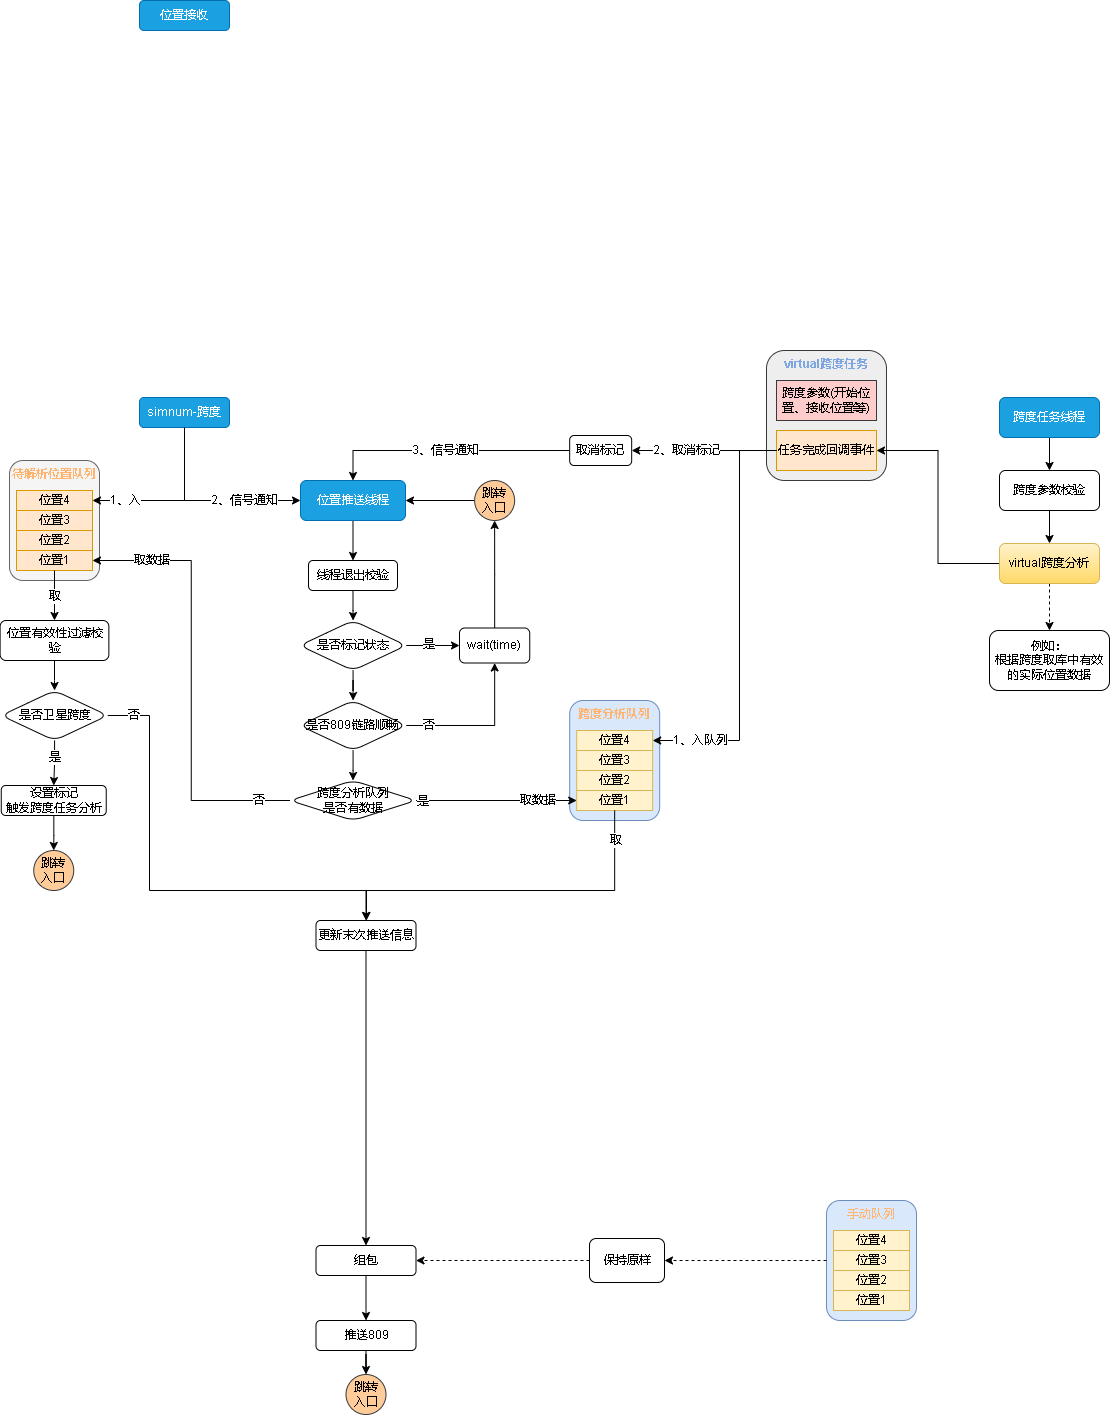 位置接收
virtual跨度任务
跨度参数(开始位
置、接收位置等)
任务完成回调事件
simnum-跨度
跨度任务线程
3、信号通知
取消标记
2、取消标记
待解析位置队列
位置4
位置3
位置2
位置1
1、入
2、信号通知
位置推送线程
跳转
入口
跨度参数校验
取数据
线程退出校验
virtual跨度分析
取
位置有效性过滤校
验
是否标记状态
是
wait(time)
例如：
根据跨度取库中有效
的实际位置数据
是否卫星跨度
否
是否809链路顺畅
否
跨度分析队列
位置4
位置3
位置2
位置1
1、入队列
是
设置标记
触发跨度任务分析
否
跨度分析队列
是否有数据
是
取数据
取
跳转
入口
更新末次推送信息
手动队列
位置4
位置3
位置2
位置1
组包
保持原样
推送809
跳转
入口